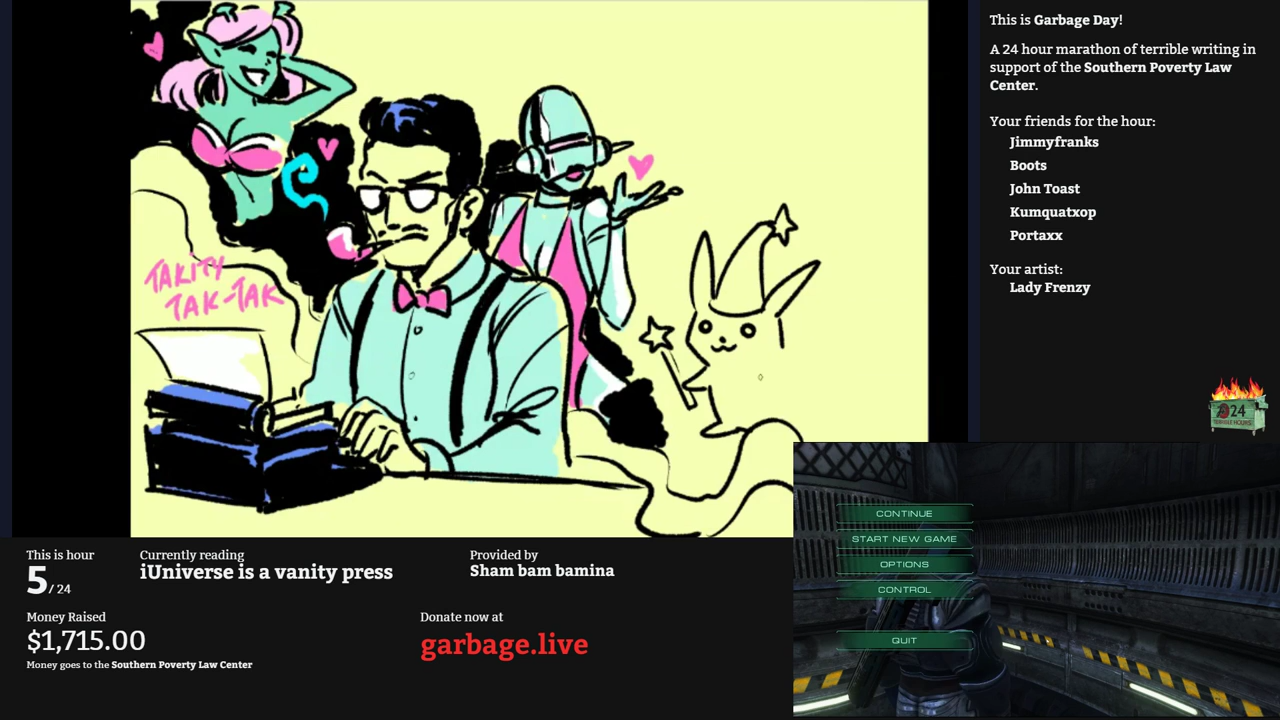 This is Garbage Day!
A 24 hour marathon of terrible writing in
support of the Southern Poverty Law
Center.
Your friends for the hour:
Jimmyfranks
Boots
John Toast
Kumquatxop
Portaxx
Your artist:
Lady Frenzy
TAKITY
TAK-TAK
24
TERRIBLE HOURS
CONTINUE
START NEW GAME
OPTIONS
CONTROL
QUIT
This is hour
5 / 24
Currently reading
iUniverse is a vanity press
Provided by
Sham bam bamina
Money Raised
$1,715.00
Money goes to the Southern Poverty Law Center
Donate now at
garbage.live